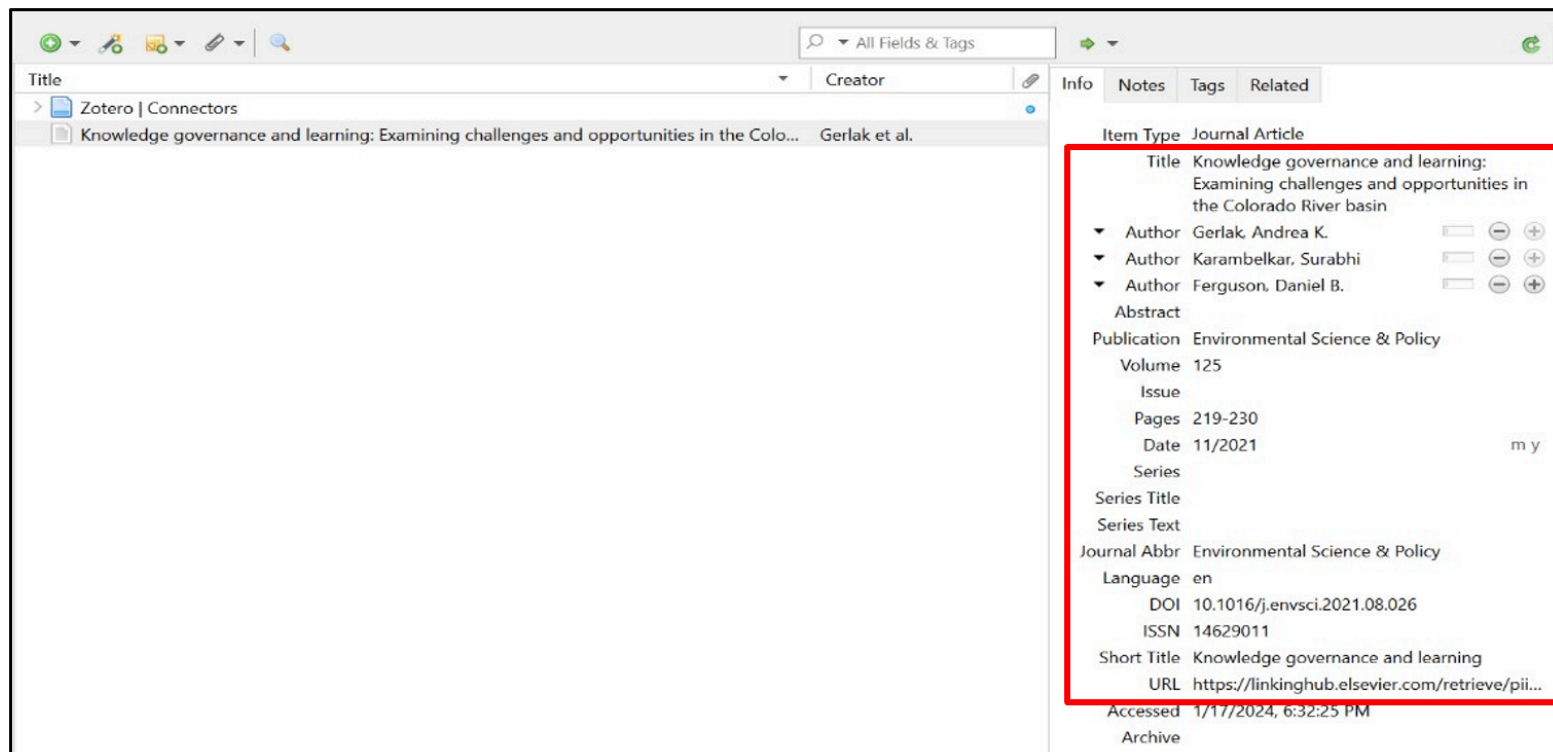 All Fields & Tags
Title Creator
Zotero | Connectors
Knowledge governance and learning: Examining challenges and opportunities in the Colo... Gerlak et al.
Info Notes Tags Related
Item Type Journal Article
Title Knowledge governance and learning:
Examining challenges and opportunities in
the Colorado River basin
Author Gerlak, Andrea K.
Author Karambelkar, Surabhi
Author Ferguson, Daniel B.
Abstract
Publication Environmental Science & Policy
Volume 125
Issue
Pages 219-230
Date 11/2021 m y
Series
Series Title
Series Text
Journal Abbr Environmental Science & Policy
Language en
DOI 10.1016/j.envsci.2021.08.026
ISSN 14629011
Short Title Knowledge governance and learning
URL https://linkinghub.elsevier.com/retrieve/pii...
Accessed 1/17/2024, 6:32:25 PM
Archive